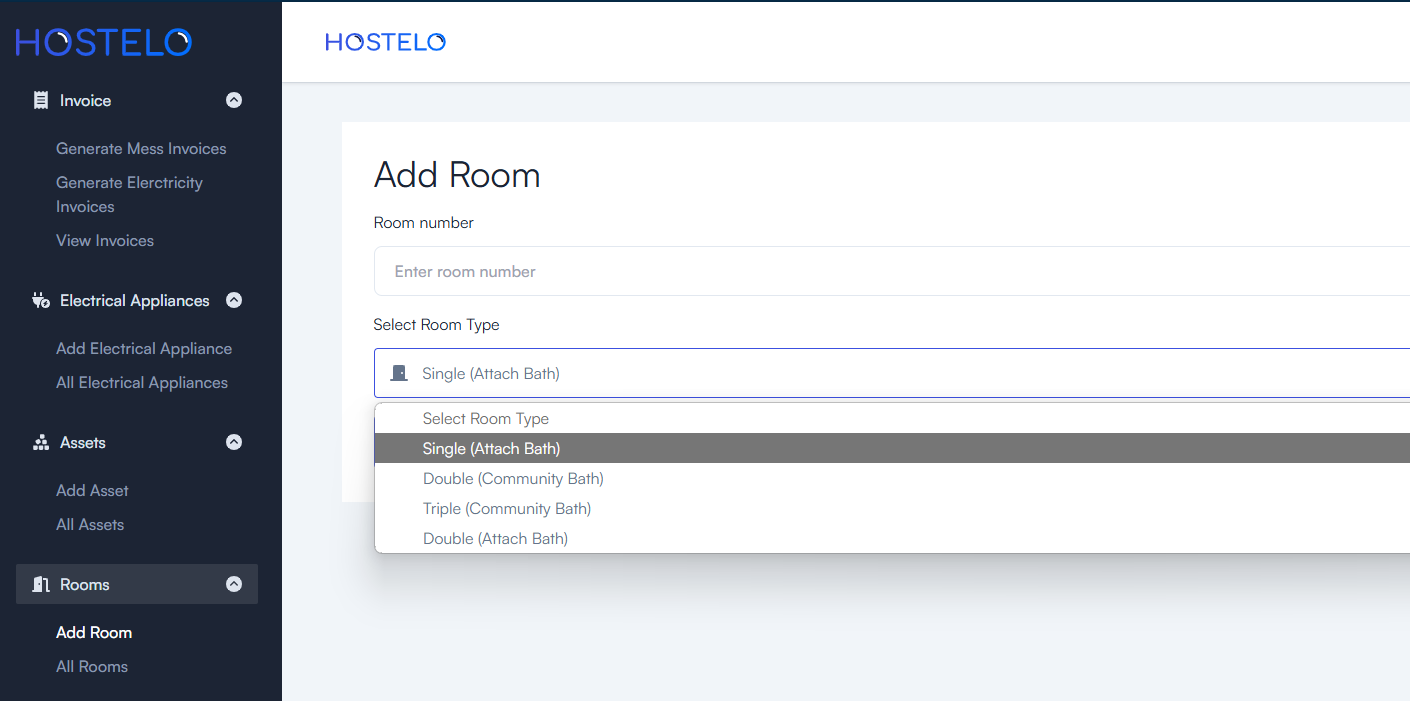 HOSTELO
Invoice
Generate Mess Invoices
Generate Elerctricity
Invoices
View Invoices
Electrical Appliances
Add Electrical Appliance
All Electrical Appliances
Assets
Add Asset
All Assets
Rooms
Add Room
All Rooms
HOSTELO
Add Room
Room number
Enter room number
Select Room Type
Single (Attach Bath)
Select Room Type
Single (Attach Bath)
Double (Community Bath)
Triple (Community Bath)
Double (Attach Bath)